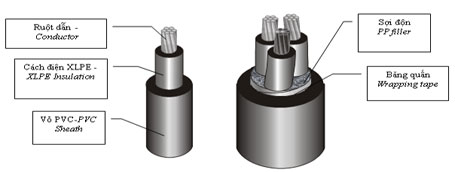 Ruột dẫn -
Conductor
Cách điện XLPE -
XLPE Insulation
Vỏ PVC-PVC
Sheath
Sợi độn
PP filler
Băng quấn
Wrapping tape